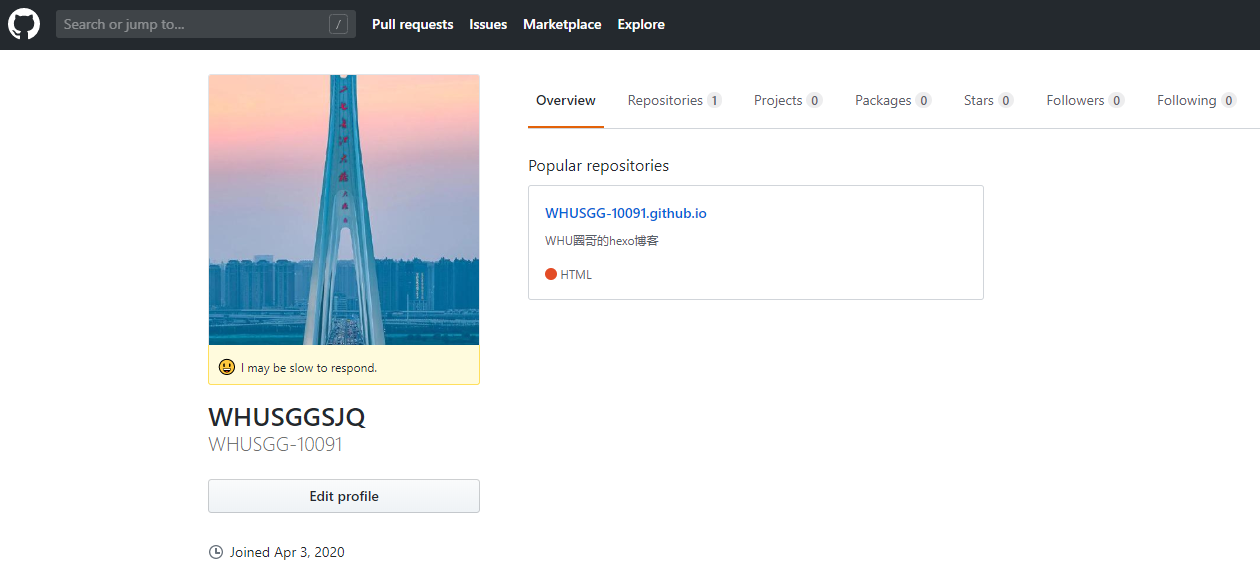 Search or jump to... /
Pull requests Issues Marketplace Explore
Overview Repositories 1 Projects 0 Packages 0 Stars 0 Followers 0 Following 0
Popular repositories
WHUSGG-10091.github.io
WHU圈哥的hexo博客
HTML
I may be slow to respond.
WHUSGGSJQ
WHUSGG-10091
Edit profile
Joined Apr 3, 2020